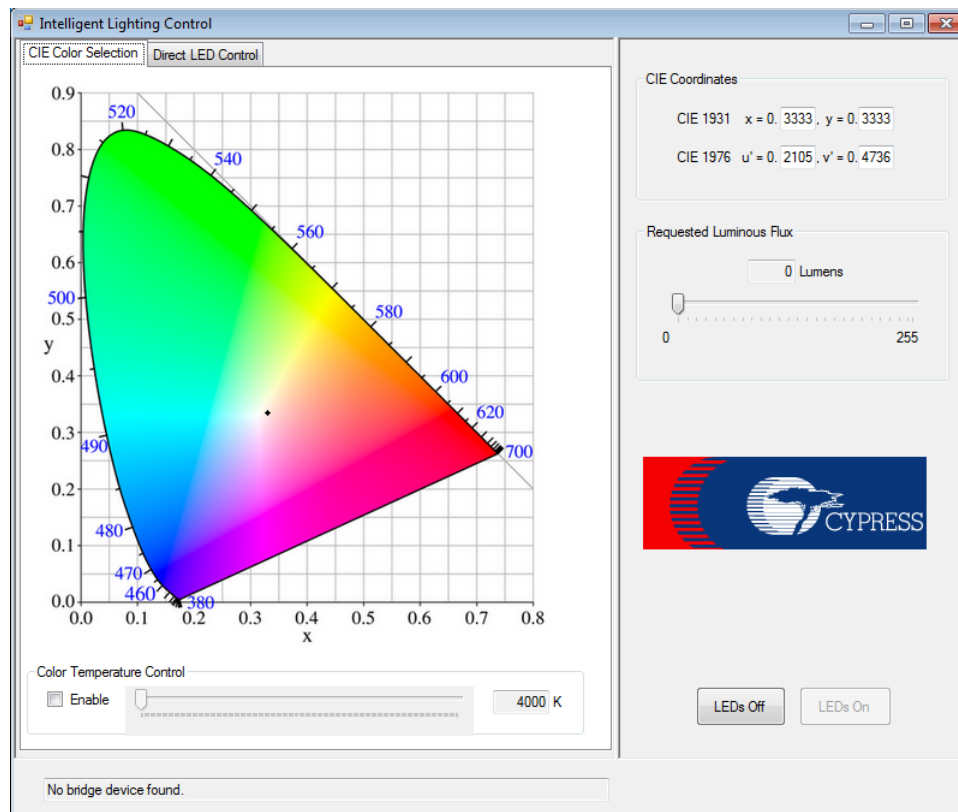 Intelligent Lighting Control
CIE Color Selection
Direct LED Control
0.9
0.8
0.7
0.6
0.5
0.4
0.3
0.2
0.1
0.0
y
0.0 0.1 0.2 0.3 0.4 0.5 0.6 0.7 0.8
x
520
540
560
580
600
620
700
500
490
480
470
460
380
Color Temperature Control
Enable
4000 K
CIE Coordinates
CIE 1931 x = 0. 3333 , y = 0. 3333
CIE 1976 u' = 0. 2105 , v' = 0. 4736
Requested Luminous Flux
0 Lumens
0 255
CYPRESS
LEDs Off
LEDs On
No bridge device found.